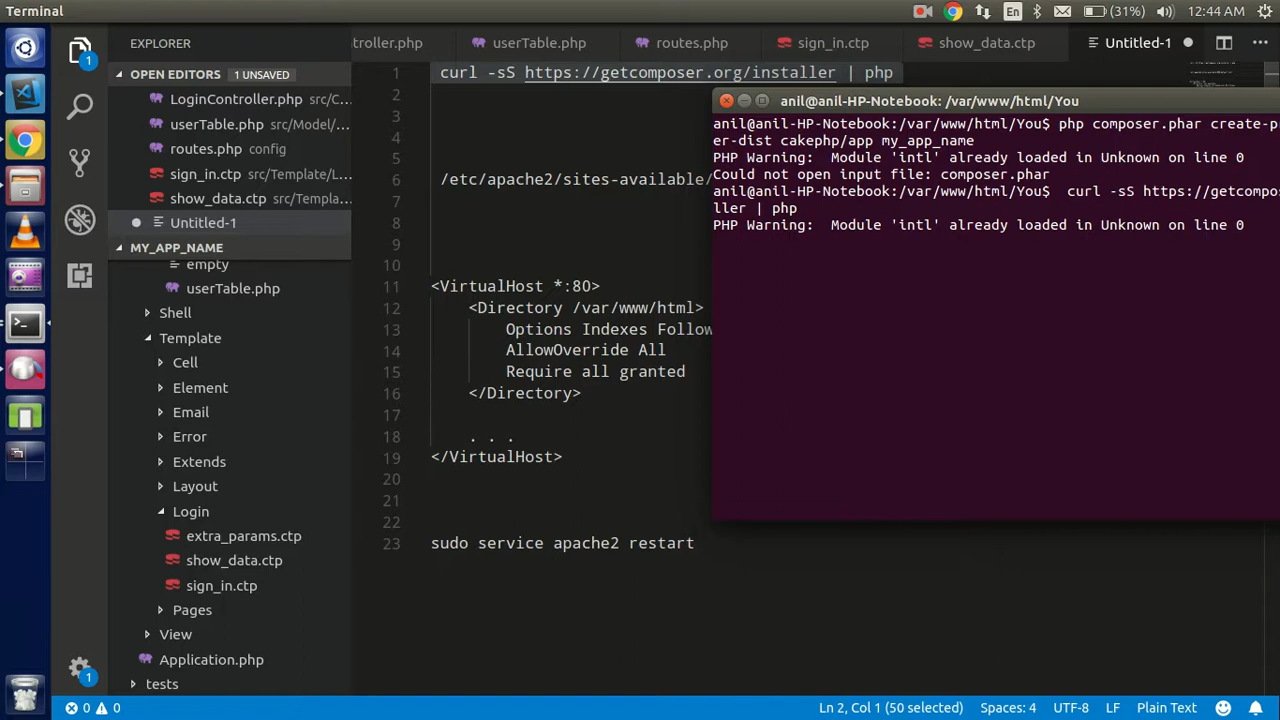 Terminal
En
(31%)
12:44 AM
EXPLORER
OPEN EDITORS
1 UNSAVED
LoginController.php src/C...
userTable.php src/Model/...
routes.php config
sign_in.ctp src/Template/L...
show_data.ctp src/Templa...
Untitled-1
MY_APP_NAME
empty
userTable.php
Shell
Template
Cell
Element
Email
Error
Extends
Layout
Login
extra_params.ctp
show_data.ctp
sign_in.ctp
Pages
View
Application.php
tests
1
1
troller.php
userTable.php
routes.php
sign_in.ctp
show_data.ctp
Untitled-1
1 curl -sS https://getcomposer.org/installer | php
2
3
4
5
6 /etc/apache2/sites-available/
7
8
9
10
11 <VirtualHost *:80>
12 <Directory /var/www/html>
13 Options Indexes Follow
14 AllowOverride All
15 Require all granted
16 </Directory>
17
18 . . .
19 </VirtualHost>
20
21
22
23 sudo service apache2 restart
anil@anil-HP-Notebook: /var/www/html/You
anil@anil-HP-Notebook:/var/www/html/You$ php composer.phar create-p
er-dist cakephp/app my_app_name
PHP Warning:  Module 'intl' already loaded in Unknown on line 0
Could not open input file: composer.phar
anil@anil-HP-Notebook:/var/www/html/You$  curl -sS https://getcompo
ller | php
PHP Warning:  Module 'intl' already loaded in Unknown on line 0
0 0
Ln 2, Col 1 (50 selected)
Spaces: 4
UTF-8
LF
Plain Text